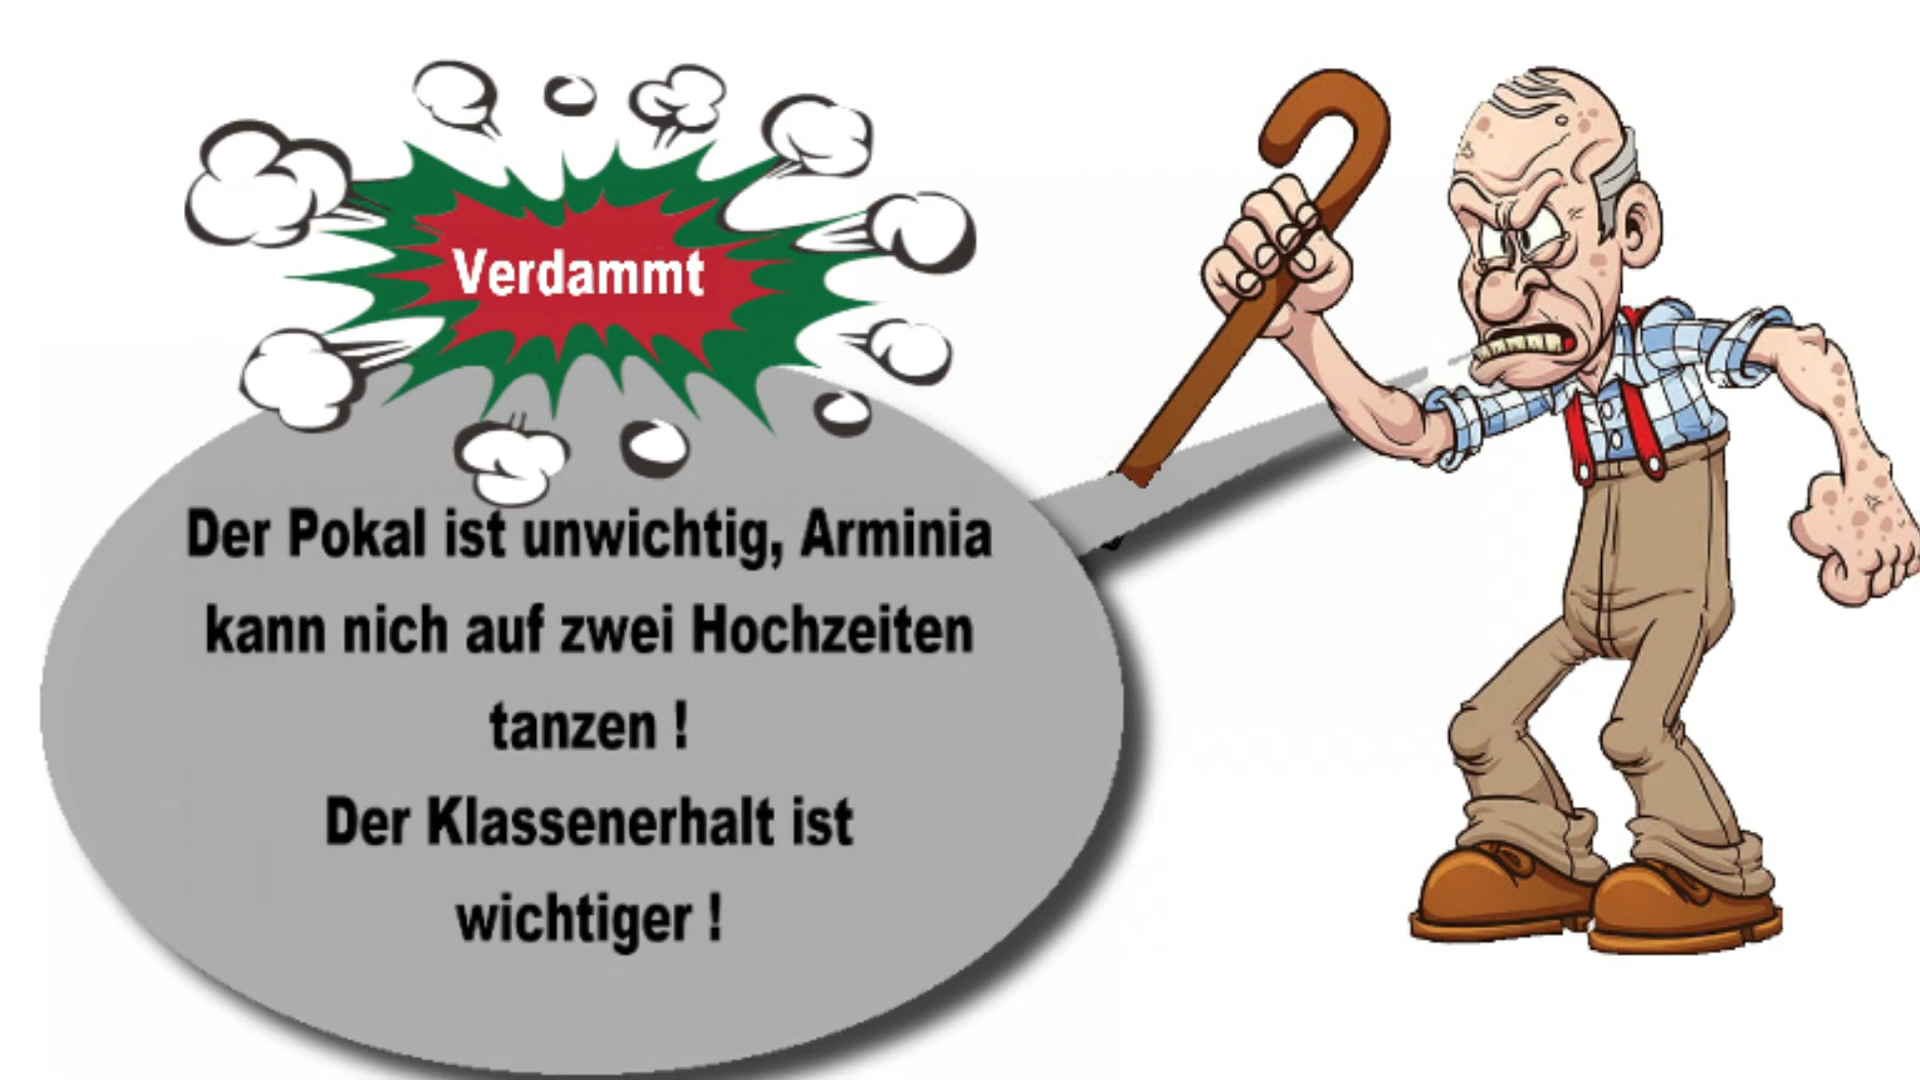 Verdammt
Der Pokal ist unwichtig, Arminia
kann nich auf zwei Hochzeiten
tanzen !
Der Klassenerhalt ist
wichtiger !